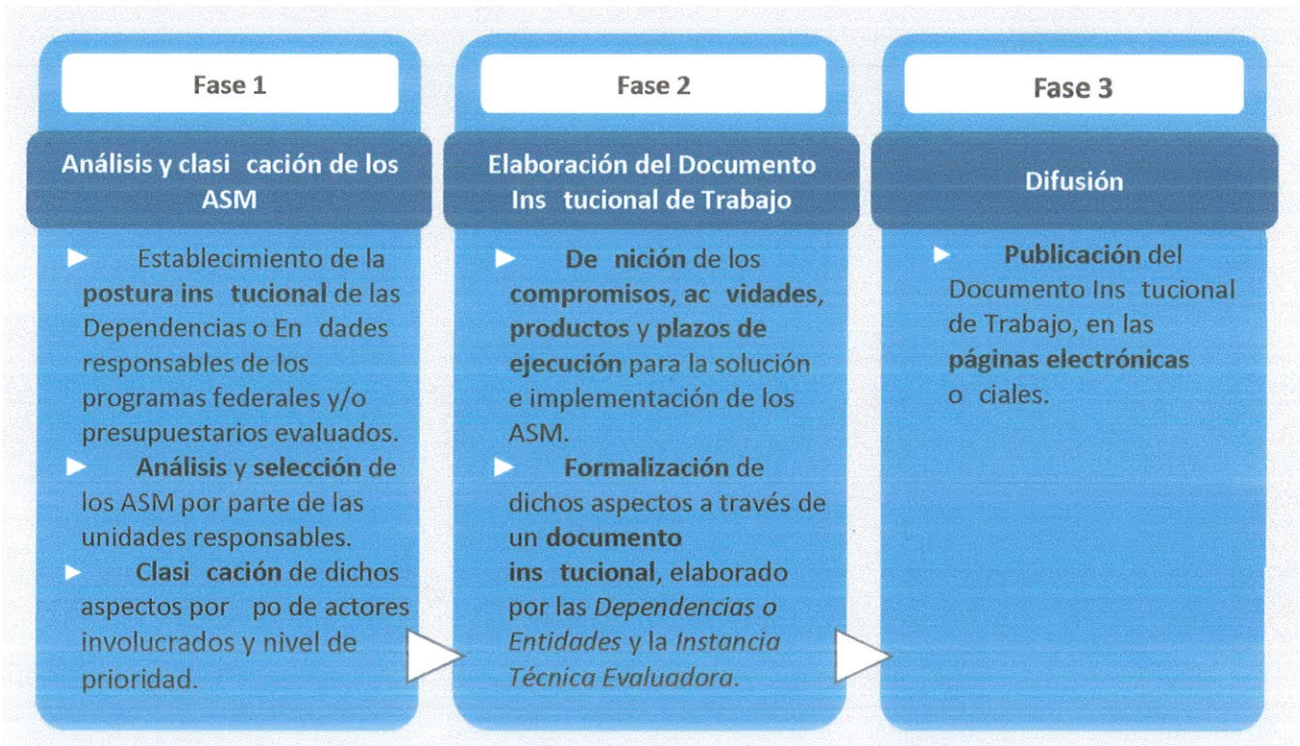 Fase 1
Análisis y clasi cación de los
ASM
Establecimiento de la
postura ins tucional de las
Dependencias o En dades
responsables de los
programas federales y/o
presupuestarios evaluados.
Análisis y selección de
los ASM por parte de las
unidades responsables.
Clasi cación de dichos
aspectos por po de actores
involucrados y nivel de
prioridad.
Fase 2
Elaboración del Documento
Ins tucional de Trabajo
De nición de los
compromisos, ac vidades,
productos y plazos de
ejecución para la solución
e implementación de los
ASM.
Formalización de
dichos aspectos a través de
un documento
ins tucional, elaborado
por las Dependencias o
Entidades y la Instancia
Técnica Evaluadora.
Fase 3
Difusión
Publicación del
Documento Ins tucional
de Trabajo, en las
páginas electrónicas
o ciales.